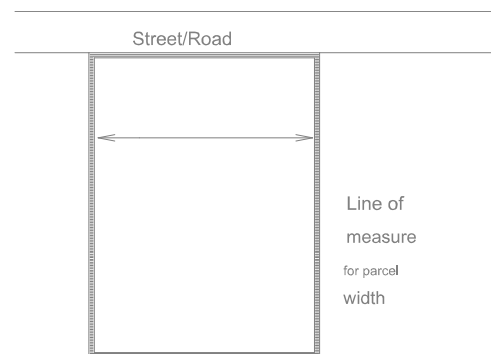 Street/Road
Line of
measure
for parcel
width